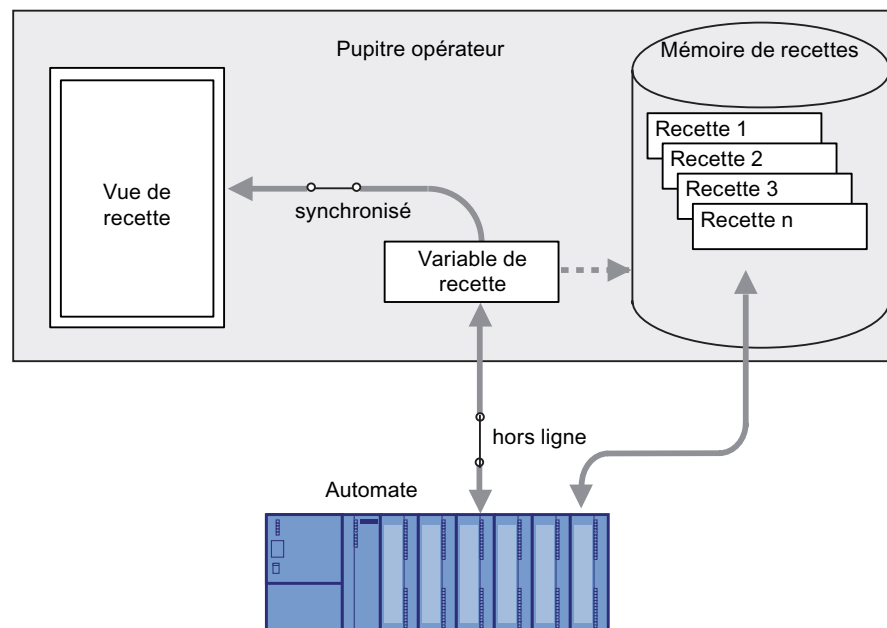 Pupitre opérateur
Mémoire de recettes
Recette 1
Recette 2
Recette 3
Recette n
Vue de
recette
synchronisé
Variable de
recette
hors ligne
Automate